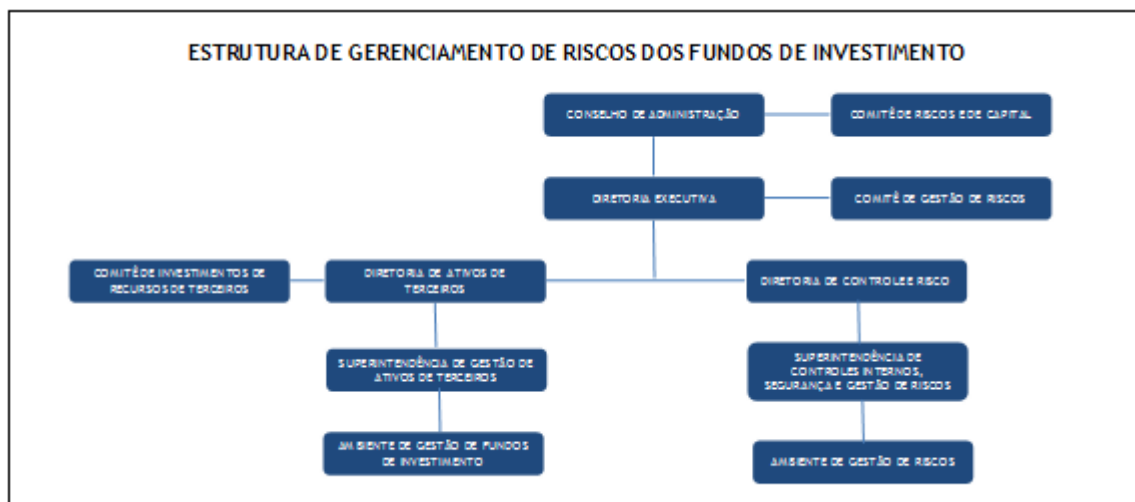 ESTRUTURA DE GERENCIAMENTO DE RISCOS DOS FUNDOS DE INVESTIMENTO
CONSELHO DE ADMINISTRAÇÃO
COMITÊ DE RISCOS E DE CAPITAL
DIRETORIA EXECUTIVA
COMITÊ DE GESTÃO DE RISCOS
COMITÊ DE INVESTIMENTOS DE
RECURSOS DE TERCEIROS
DIRETORIA DE ATIVOS DE
TERCEIROS
DIRETORIA DE CONTROLE E RISCO
SUPERINTENDÊNCIA DE GESTÃO DE
ATIVOS DE TERCEIROS
SUPERINTENDÊNCIA DE
CONTROLES INTERNOS,
SEGURANÇA E GESTÃO DE RISCOS
AMBIENTE DE GESTÃO DE FUNDOS
DE INVESTIMENTO
AMBIENTE DE GESTÃO DE RISCOS